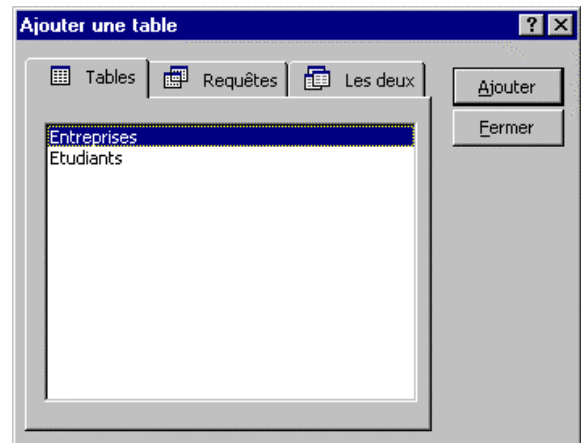 Ajouter une table
Tables Requêtes Les deux
Ajouter
Fermer
Entreprises
Etudiants